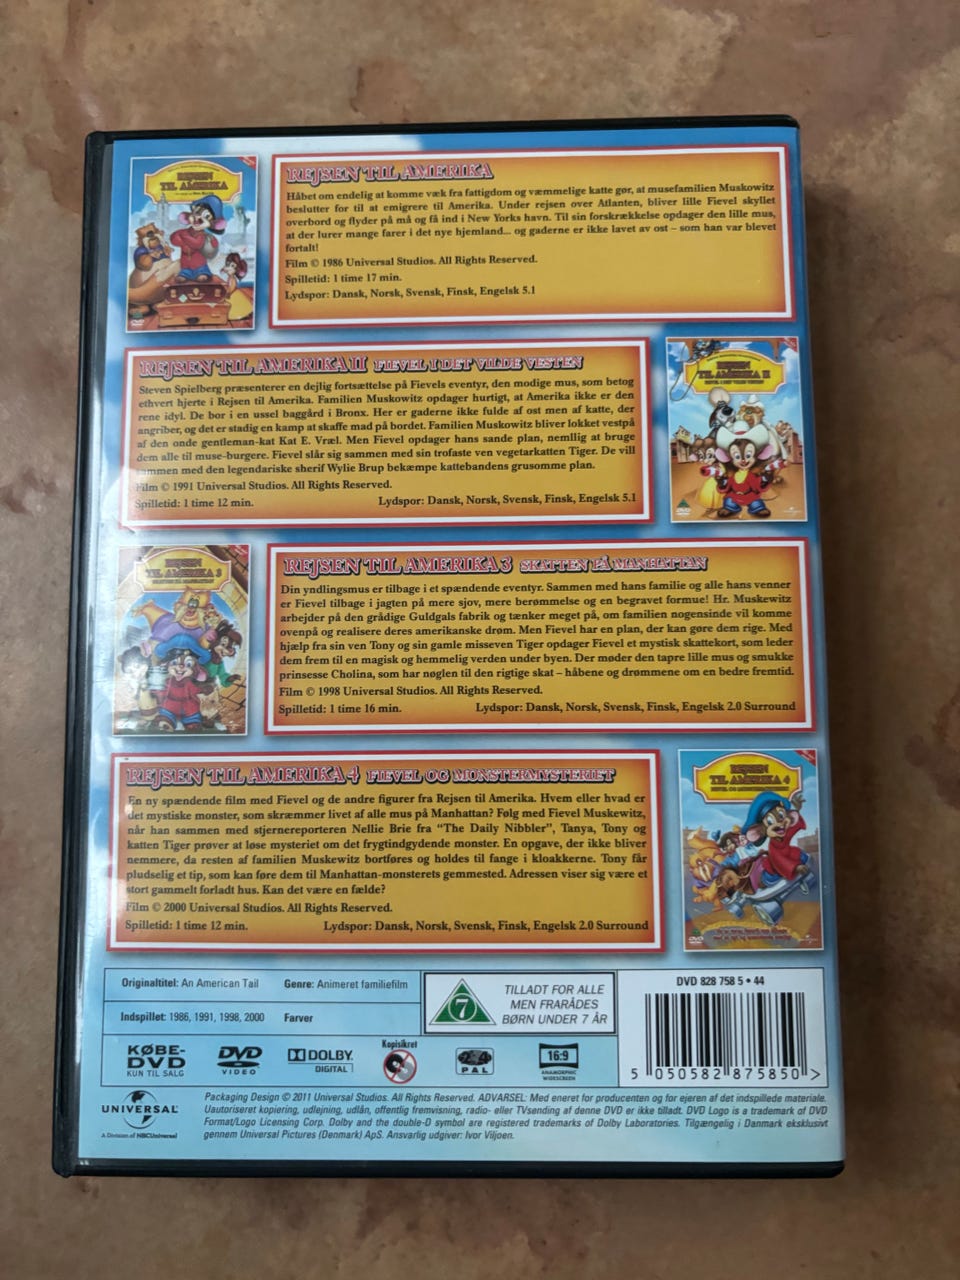 REJSEN
TIL AMERIKA
REJSEN TIL AMERIKA
Håbet om endelig at komme væk fra fattigdom og væmmelige katte gør, at musefamilien Muskowitz
beslutter for til at emigrere til Amerika. Under rejsen over Atlanten, bliver lille Fievel skyllet
overbord og flyder på må og få ind i New Yorks havn. Til sin forskrækkelse opdager den lille mus,
at der lurer mange farer i det nye hjemland... og gaderne er ikke lavet av ost – som han var blevet
fortalt!
Film © 1986 Universal Studios. All Rights Reserved.
Spilletid: 1 time 17 min.
Lydspor: Dansk, Norsk, Svensk, Finsk, Engelsk 5.1
REJSEN TIL AMERIKA II FIEVEL I DET VILDE VESTEN
Steven Spielberg præsenterer en dejlig fortsættelse på Fievels eventyr, den modige mus, som betog
ethvert hjerte i Rejsen til Amerika. Familien Muskowitz opdager hurtigt, at Amerika ikke er den
rene idyl. De bor i en ussel baggård i Bronx. Her er gaderne ikke fulde af ost men af katte, der
angriber, og det er stadig en kamp at skaffe mad på bordet. Familien Muskowitz bliver lokket vestpå
af den onde gentleman-kat Kat E. Vræl. Men Fievel opdager hans sande plan, nemllig at bruge
dem alle til muse-burgere. Fievel slår sig sammen med sin trofaste ven vegetarkatten Tiger. De vil
sammen med den legendariske sherif Wylie Brup bekæmpe kattebandens grusomme plan.
Film © 1991 Universal Studios. All Rights Reserved.
Spilletid: 1 time 12 min. Lydspor: Dansk, Norsk, Svensk, Finsk, Engelsk 5.1
REJSEN
TIL AMERIKA II
FIEVEL I DET VILDE VESTEN
REJSEN
TIL AMERIKA 3
SKATTEN PÅ MANHATTAN
REJSEN TIL AMERIKA 3 SKATTEN PÅ MANHATTAN
Din yndlingsmus er tilbage i et spændende eventyr. Sammen med hans familie og alle hans venner
er Fievel tilbage i jagten på mere sjov, mere berømmelse og en begravet formue! Hr. Muskewitz
arbejder på den grådige Guldgals fabrik og tænker meget på, om familien nogensinde vil komme
ovenpå og realisere deres amerikanske drøm. Men Fievel har en plan, der kan gøre dem rige. Med
hjælp fra sin ven Tony og sin gamle misseven Tiger opdager Fievel et mystisk skattekort, som leder
dem frem til en magisk og hemmelig verden under byen. Der møder den tapre lille mus og smukke
prinsesse Cholina, som har nøglen til den rigtige skat – håbene og drømmene om en bedre fremtid.
Film © 1998 Universal Studios. All Rights Reserved.
Spilletid: 1 time 16 min. Lydspor: Dansk, Norsk, Svensk, Finsk, Engelsk 2.0 Surround
REJSEN TIL AMERIKA 4 FIEVEL OG MONSTERMYSTERIET
En ny spændende film med Fievel og de andre figurer fra Rejsen til Amerika. Hvem eller hvad er
det mystiske monster, som skræmmer livet af alle mus på Manhattan? Følg med Fievel Muskewitz,
når han sammen med stjernereporteren Nellie Brie fra “The Daily Nibbler”, Tanya, Tony og
katten Tiger prøver at løse mysteriet om det frygtindgydende monster. En opgave, der ikke bliver
nemmere, da resten af familien Muskewitz bortføres og holdes til fange i kloakkerne. Tony får
pludselig et tip, som kan føre dem til Manhattan-monsterets gemmested. Adressen viser sig være et
stort gammelt forladt hus. Kan det være en fælde?
Film © 2000 Universal Studios. All Rights Reserved.
Spilletid: 1 time 12 min. Lydspor: Dansk, Norsk, Svensk, Finsk, Engelsk 2.0 Surround
REJSEN
TIL AMERIKA 4
FIEVEL OG MONSTERMYSTERIET
Originaltitel: An American Tail Genre: Animeret familiefilm
Indspillet: 1986, 1991, 1998, 2000 Farver
7
TILLADT FOR ALLE
MEN FRARÅDES
BØRN UNDER 7 ÅR
DVD 828 758 5 • 44
5 050582 875850 >
KØBE-
DVD
KUN TIL SALG
DVD
VIDEO
DOLBY
DIGITAL
Kopisikret
2 4
PAL
16:9
ANAMORPHIC
WIDESCREEN
UNIVERSAL
A Division of NBCUniversal
Packaging Design © 2011 Universal Studios. All Rights Reserved. ADVARSEL: Med eneret for producenten og for ejeren af det indspillede materiale.
Uautoriseret kopiering, udlejning, udlån, offentlig fremvisning, radio- eller TVsending af denne DVD er ikke tilladt. DVD Logo is a trademark of DVD
Format/Logo Licensing Corp. Dolby and the double-D symbol are registered trademarks of Dolby Laboratories. Tilgængelig i Danmark eksklusivt
gennem Universal Pictures (Denmark) ApS. Ansvarlig udgiver: Ivor Viljoen.